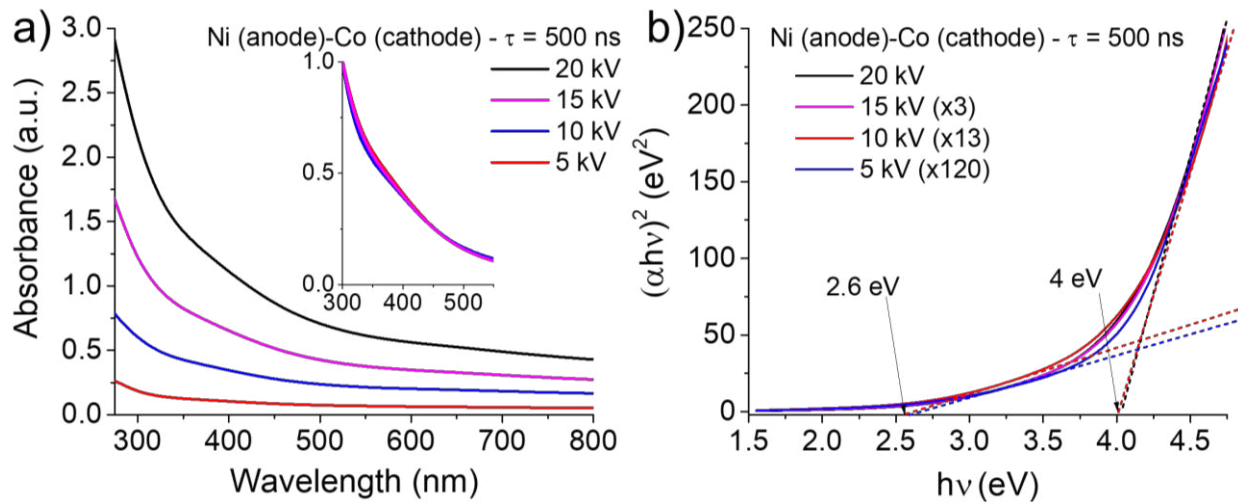 a)
Ni (anode)-Co (cathode) - τ = 500 ns
20 kV
15 kV
10 kV
5 kV
Absorbance (a.u.)
3.0
2.5
2.0
1.5
1.0
0.5
0.0
300
400
500
600
700
800
Wavelength (nm)
1.0
0.5
0.0
300
400
500
b)
Ni (anode)-Co (cathode) - τ = 500 ns
20 kV
15 kV (x3)
10 kV (x13)
5 kV (x120)
2.6 eV
4 eV
(αhν)² (eV²)
250
200
150
100
50
0
1.5
2.0
2.5
3.0
3.5
4.0
4.5
hν (eV)